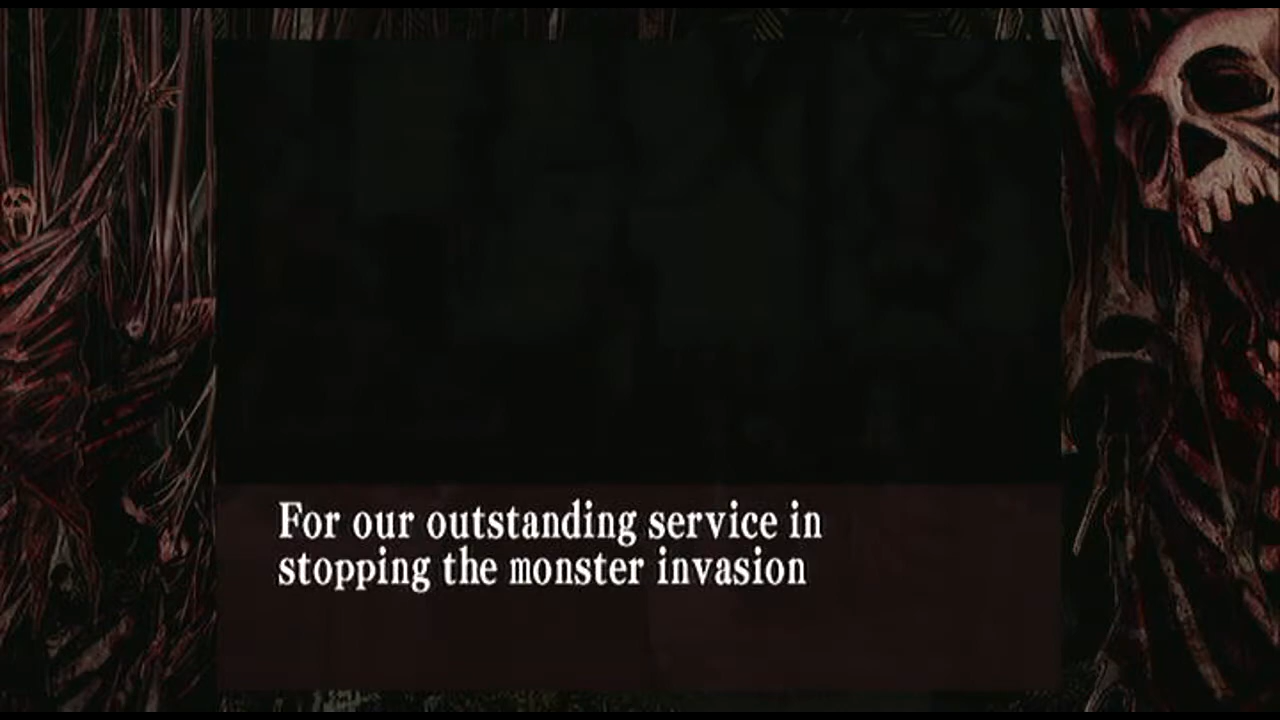 For our outstanding service in
stopping the monster invasion